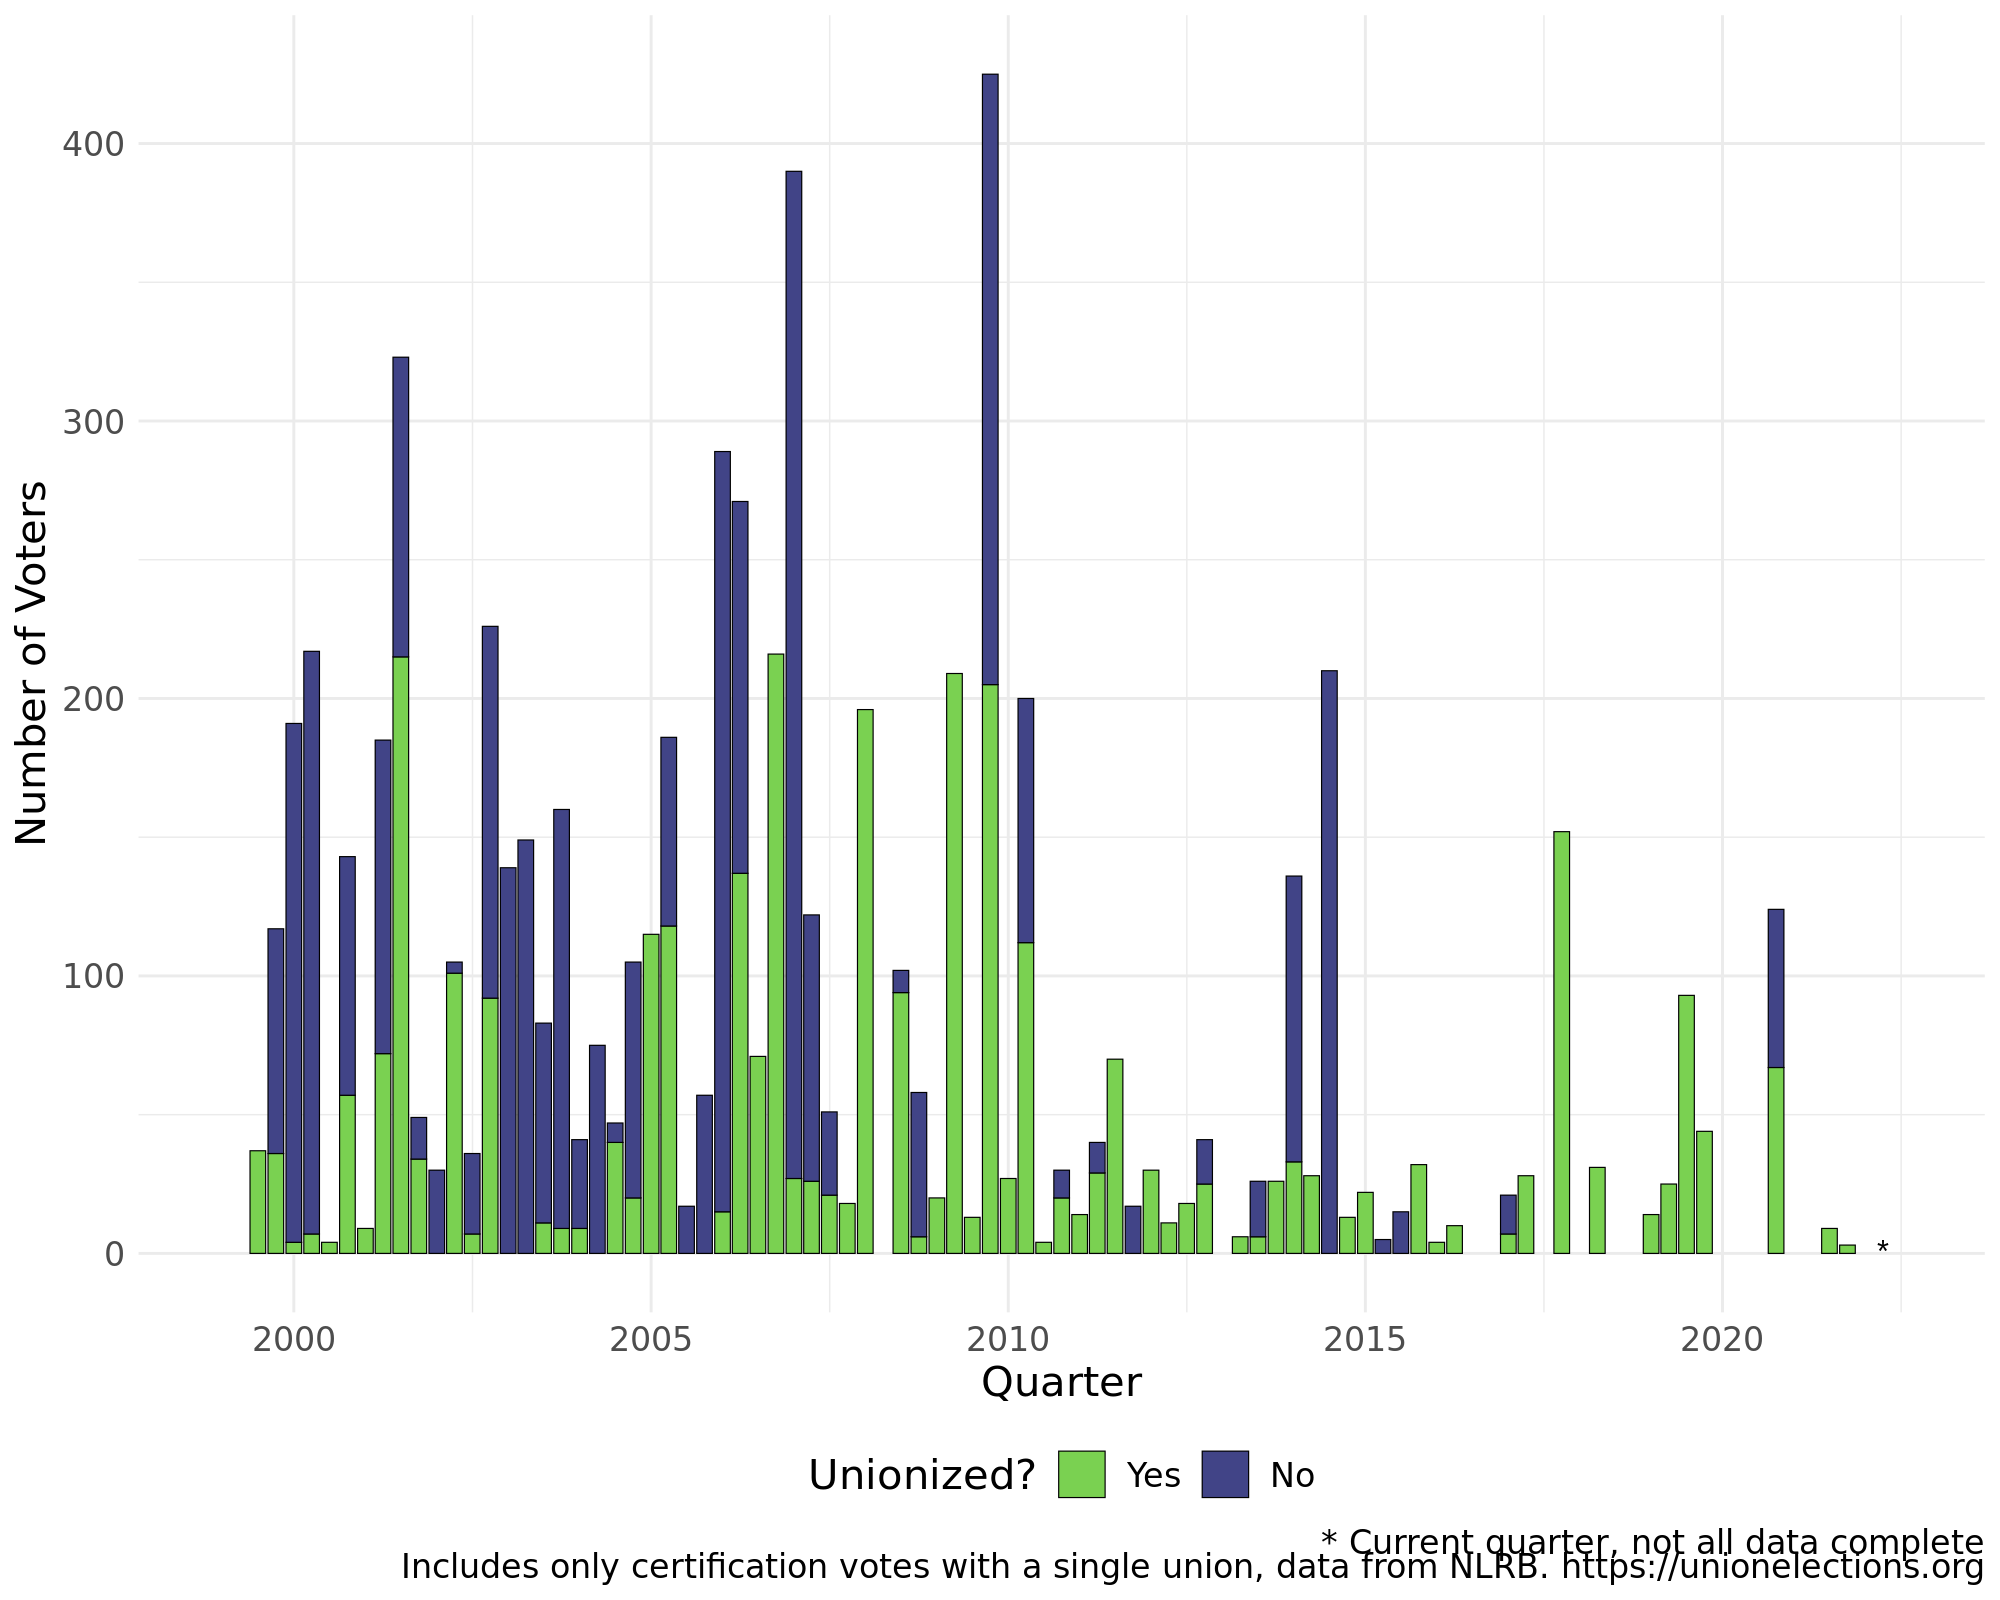 400
300
200
100
0
Number of Voters
*
2000 2005 2010 2015 2020
Quarter
Unionized? Yes No
* Current quarter, not all data complete
Includes only certification votes with a single union, data from NLRB. https://unionelections.org